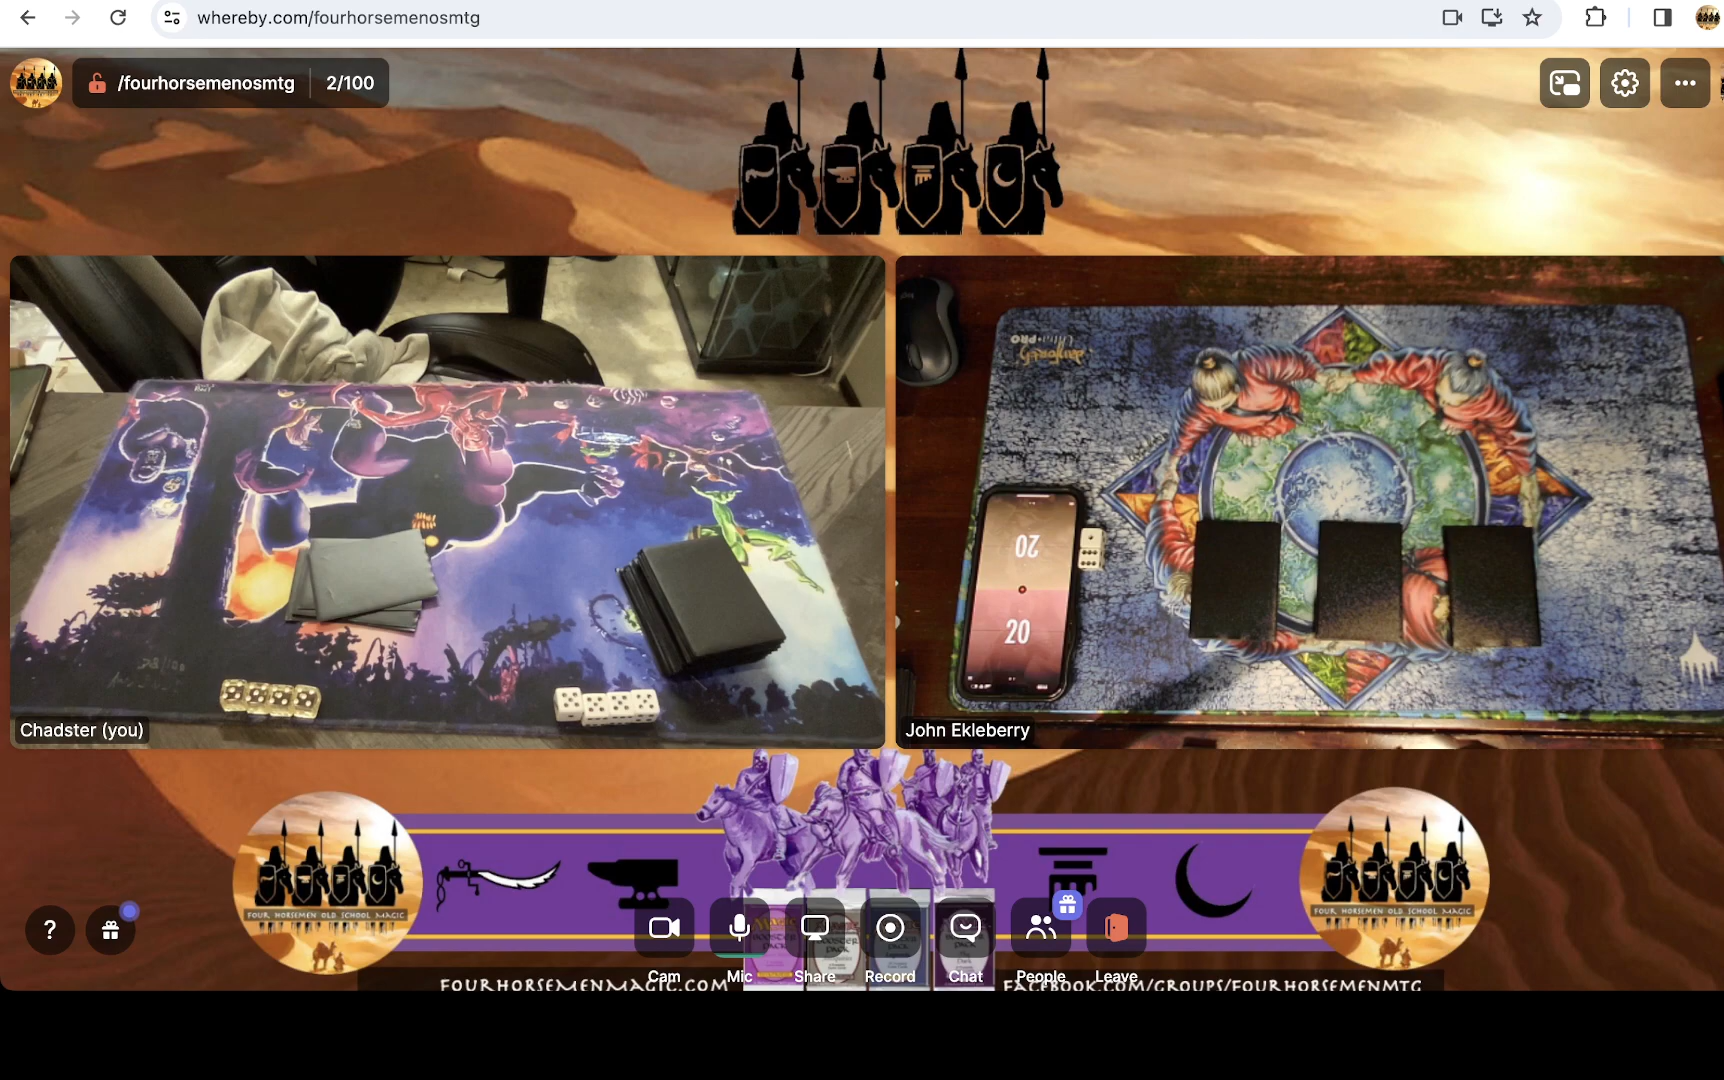 whereby.com/fourhorsemenosmtg
/fourhorsemenosmtg
2/100
20
20
Chadster (you)
John Ekleberry
FOUR HORSEMEN OLD SCHOOL MAGIC
FOUR HORSEMEN OLD SCHOOL MAGIC
?
Cam
Mic
Share
Record
Chat
People
Leave
FOURHORSEMENMAGIC.COM
FACEBOOK.COM/GROUPS/FOURHORSEMENMTG